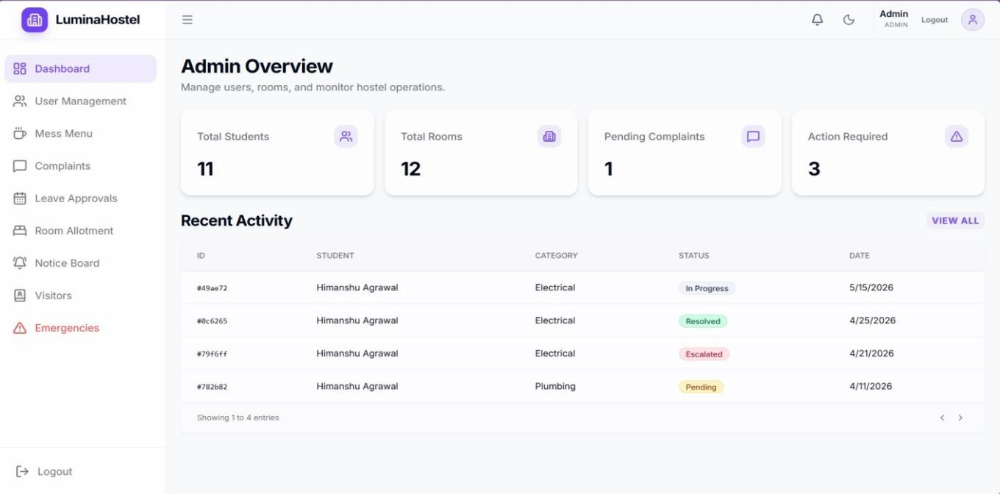 LuminaHostel
Admin
ADMIN
Logout
Dashboard
User Management
Mess Menu
Complaints
Leave Approvals
Room Allotment
Notice Board
Visitors
Emergencies
Logout
Admin Overview
Manage users, rooms, and monitor hostel operations.
Total Students
11
Total Rooms
12
Pending Complaints
1
Action Required
3
Recent Activity
VIEW ALL
ID STUDENT CATEGORY STATUS DATE
#49ae72 Himanshu Agrawal Electrical In Progress 5/15/2026
#0c6265 Himanshu Agrawal Electrical Resolved 4/25/2026
#79f6ff Himanshu Agrawal Electrical Escalated 4/21/2026
#782b82 Himanshu Agrawal Plumbing Pending 4/11/2026
Showing 1 to 4 entries